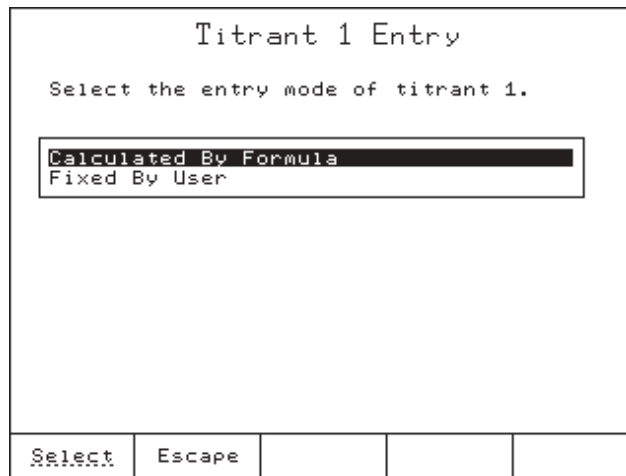 Titrant 1 Entry
Select the entry mode of titrant 1.
Calculated By Formula
Fixed By User
Select Escape